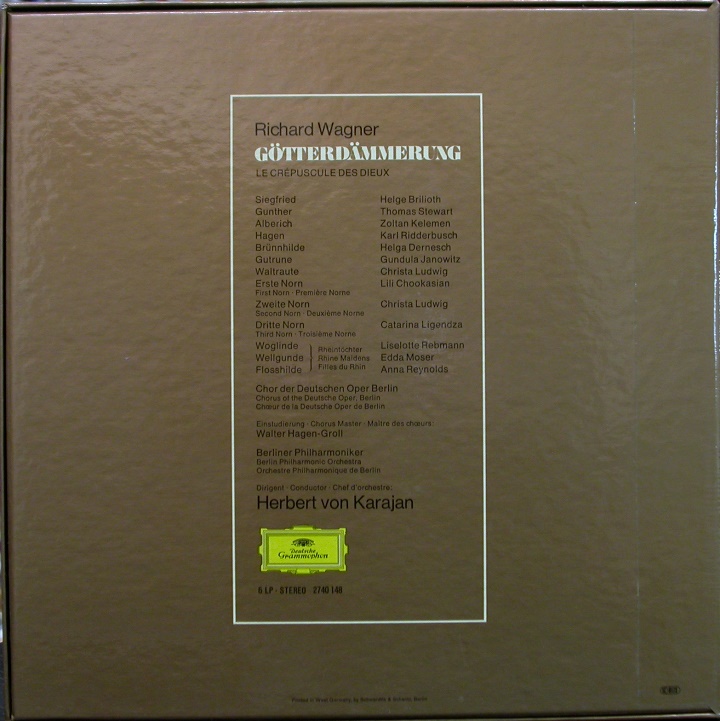 Richard Wagner
GÖTTERDÄMMERUNG
LE CRÉPUSCULE DES DIEUX
Siegfried Helge Brilioth
Gunther Thomas Stewart
Alberich Zoltan Kelemen
Hagen Karl Ridderbusch
Brünnhilde Helga Dernesch
Gutrune Gundula Janowitz
Waltraute Christa Ludwig
Erste Norn Lili Chookasian
First Norn · Première Norne
Zweite Norn Christa Ludwig
Second Norn · Deuxième Norne
Dritte Norn Catarina Ligendza
Third Norn · Troisième Norne
Woglinde Rheintöchter Liselotte Rebmann
Wellgunde Rhine Maidens Edda Moser
Flosshilde Filles du Rhin Anna Reynolds
Chor der Deutschen Oper Berlin
Chorus of the Deutsche Oper, Berlin
Chœur de la Deutsche Oper de Berlin
Einstudierung · Chorus Master · Maître des chœurs:
Walter Hagen-Groll
Berliner Philharmoniker
Berlin Philharmonic Orchestra
Orchestre Philharmonique de Berlin
Dirigent · Conductor · Chef d'orchestre:
Herbert von Karajan
Deutsche
Grammophon
6 LP · STEREO 2740 148
Printed in West Germany by